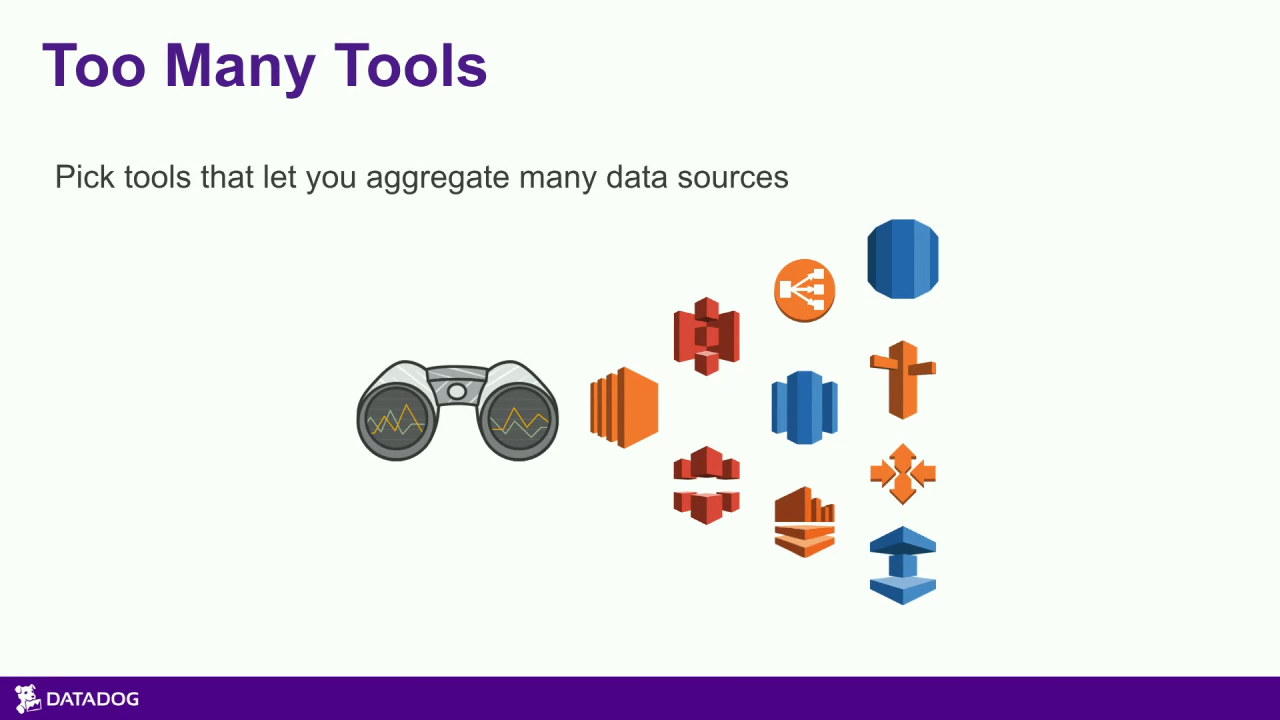 Too Many Tools
Pick tools that let you aggregate many data sources
DATADOG